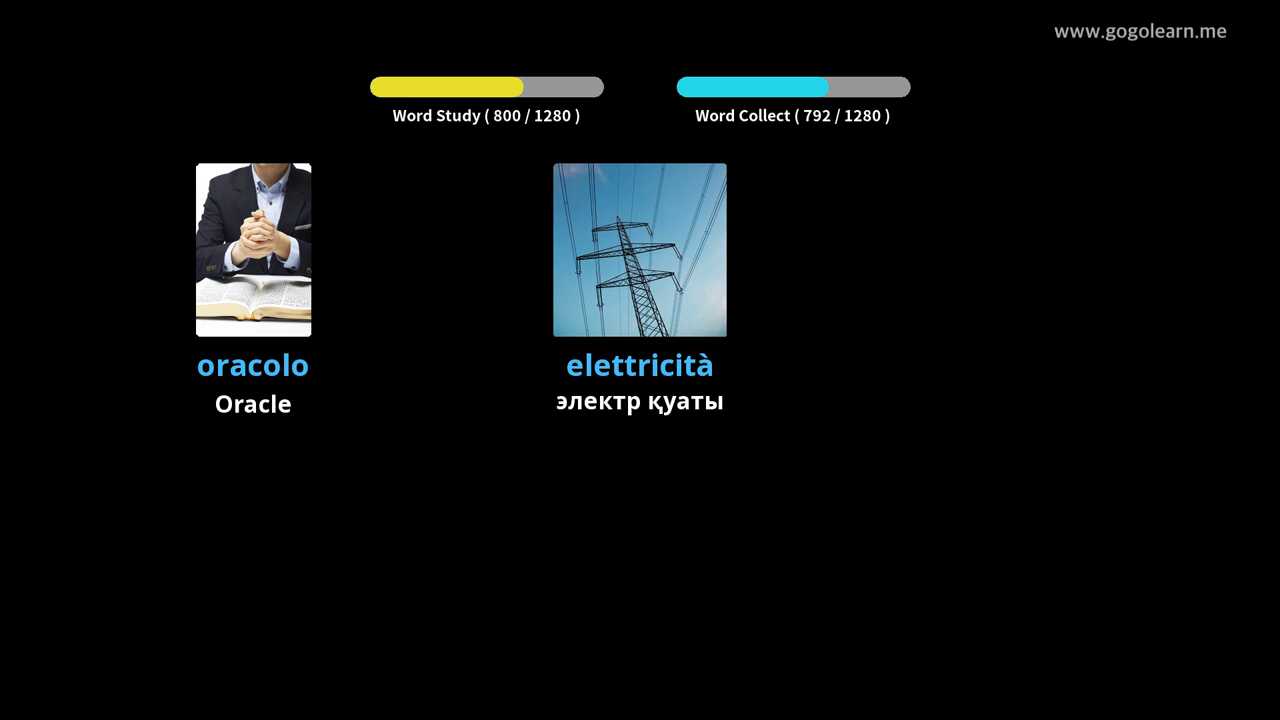 www.gogolearn.me
Word Study ( 800 / 1280 )
Word Collect ( 792 / 1280 )
oracolo
Oracle
elettricità
электр қуаты